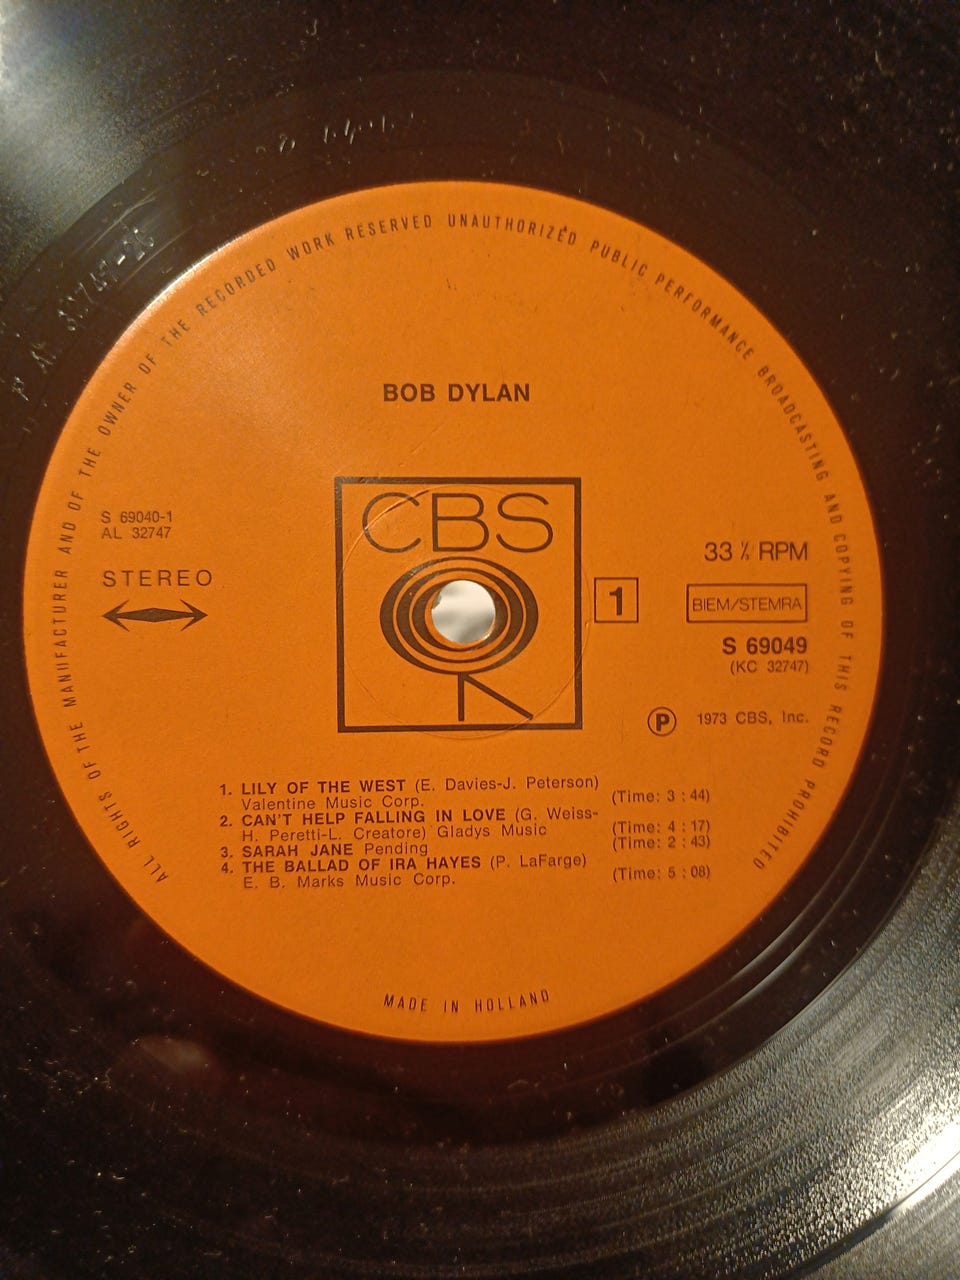 ALL RIGHTS OF THE MANUFACTURER AND OF THE OWNER OF THE RECORDED WORK RESERVED UNAUTHORIZED PUBLIC PERFORMANCE BROADCASTING AND COPYING OF THIS RECORD PROHIBITED
BOB DYLAN
CBS
S 69040-1
AL 32747
STEREO
1
33 ⅓ RPM
BIEM/STEMRA
S 69049
(KC 32747)
Ⓟ 1973 CBS, Inc.
1. LILY OF THE WEST (E. Davies-J. Peterson)
Valentine Music Corp. (Time: 3 : 44)
2. CAN'T HELP FALLING IN LOVE (G. Weiss-
H. Peretti-L. Creatore) Gladys Music (Time: 4 : 17)
3. SARAH JANE Pending (Time: 2 : 43)
4. THE BALLAD OF IRA HAYES (P. LaFarge)
E. B. Marks Music Corp. (Time: 5 : 08)
MADE IN HOLLAND